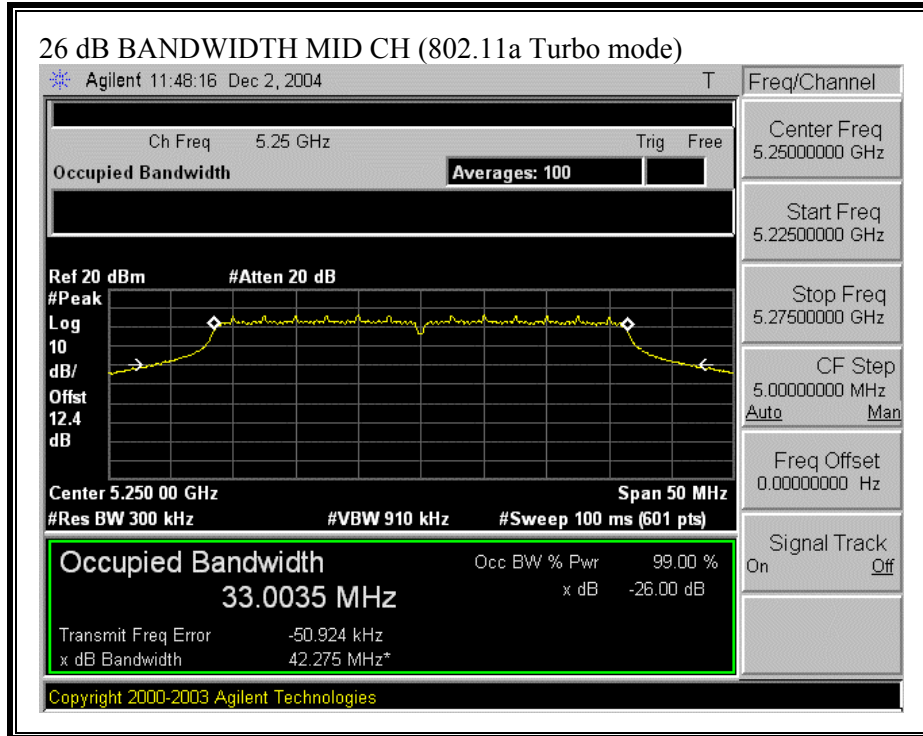 26 dB BANDWIDTH MID CH (802.11a Turbo mode)
Agilent 11:48:16 Dec 2, 2004 T
Freq/Channel
Ch Freq 5.25 GHz Trig Free
Occupied Bandwidth Averages: 100
Center Freq
5.25000000 GHz
Start Freq
5.22500000 GHz
Stop Freq
5.27500000 GHz
CF Step
5.00000000 MHz
Auto Man
Freq Offset
0.00000000 Hz
Signal Track
On Off
Ref 20 dBm #Atten 20 dB
#Peak
Log
10
dB/
Offst
12.4
dB
Center 5.250 00 GHz Span 50 MHz
#Res BW 300 kHz #VBW 910 kHz #Sweep 100 ms (601 pts)
Occupied Bandwidth Occ BW % Pwr 99.00 %
33.0035 MHz x dB -26.00 dB
Transmit Freq Error -50.924 kHz
x dB Bandwidth 42.275 MHz*
Copyright 2000-2003 Agilent Technologies